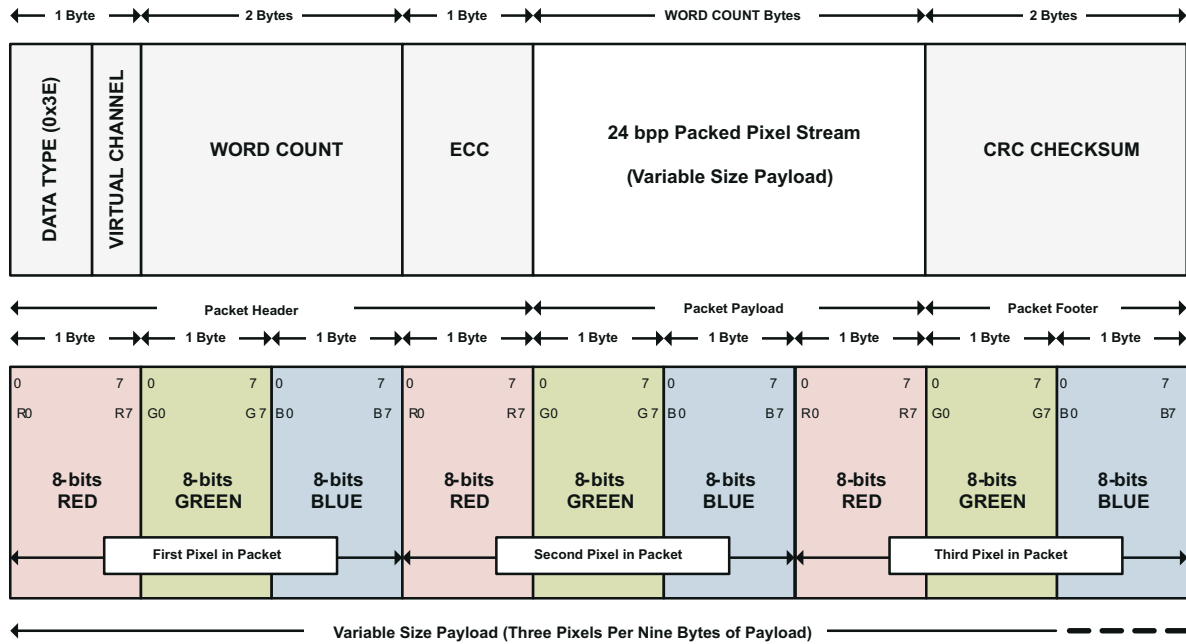 1 Byte 2 Bytes 1 Byte WORD COUNT Bytes 2 Bytes
DATA TYPE (0x3E)
VIRTUAL CHANNEL
WORD COUNT
ECC
24 bpp Packed Pixel Stream
(Variable Size Payload)
CRC CHECKSUM
Packet Header Packet Payload Packet Footer
1 Byte 1 Byte 1 Byte 1 Byte 1 Byte 1 Byte 1 Byte 1 Byte 1 Byte
0 7 0 7 0 7 0 7 0 7 0 7 0 7 0 7 0 7
R0 R7 G0 G7 B0 B7 R0 R7 G0 G7 B0 B7 R0 R7 G0 G7 B0 B7
8-bits 8-bits 8-bits 8-bits 8-bits 8-bits 8-bits 8-bits 8-bits
RED GREEN BLUE RED GREEN BLUE RED GREEN BLUE
First Pixel in Packet Second Pixel in Packet Third Pixel in Packet
Variable Size Payload (Three Pixels Per Nine Bytes of Payload)